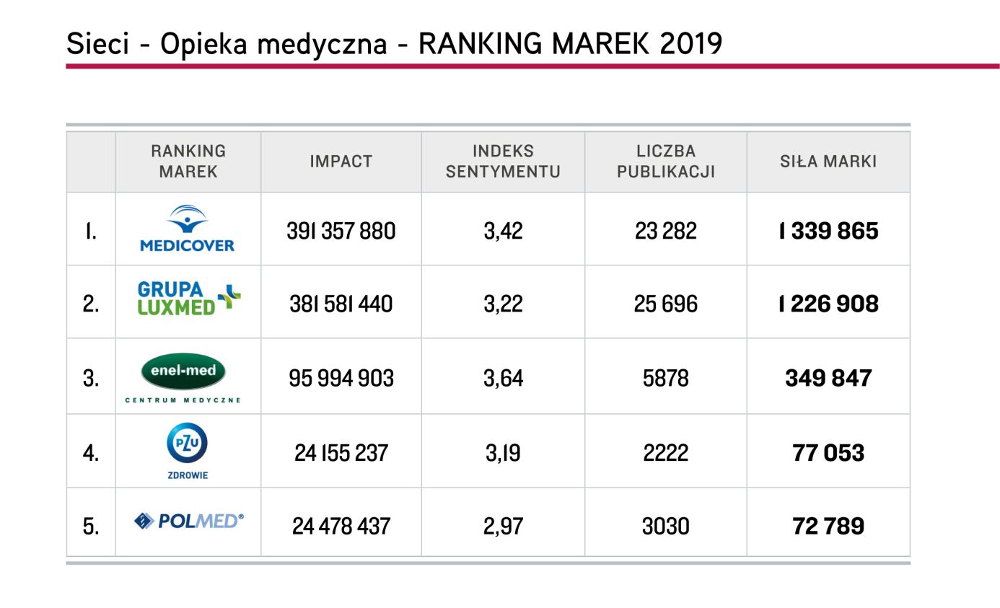 Sieci - Opieka medyczna - RANKING MAREK 2019
RANKING MAREK IMPACT INDEKS SENTYMENTU LICZBA PUBLIKACJI SIŁA MARKI
1. MEDICOVER 391 357 880 3,42 23 282 1 339 865
2. GRUPA LUXMED 381 581 440 3,22 25 696 1 226 908
3. enel-med CENTRUM MEDYCZNE 95 994 903 3,64 5878 349 847
4. PZU ZDROWIE 24 155 237 3,19 2222 77 053
5. POLMED® 24 478 437 2,97 3030 72 789